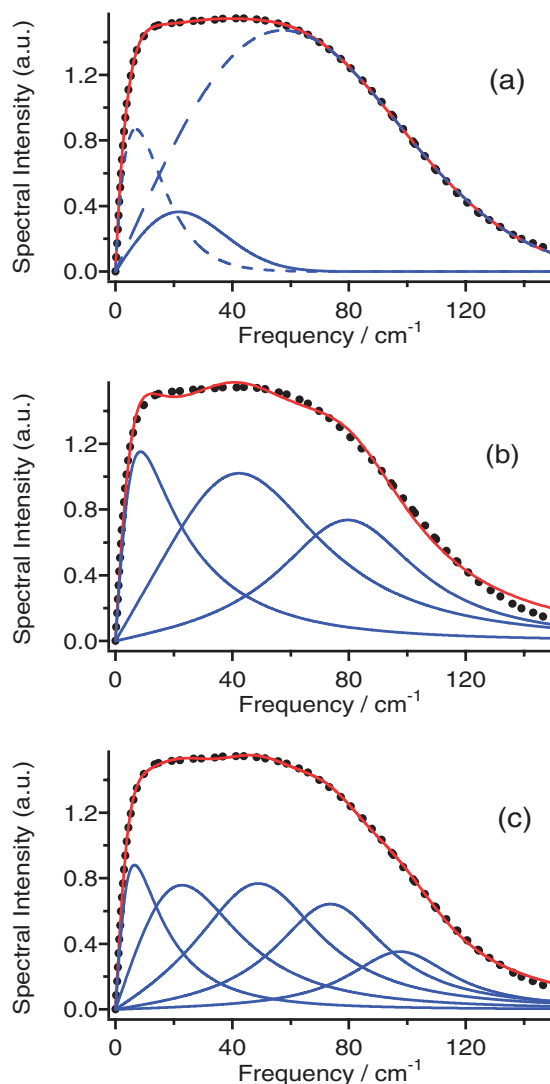 (a)
Spectral Intensity (a.u.)
1.2
0.8
0.4
0.0
0 40 80 120
Frequency / cm⁻¹
(b)
Spectral Intensity (a.u.)
1.2
0.8
0.4
0.0
0 40 80 120
Frequency / cm⁻¹
(c)
Spectral Intensity (a.u.)
1.2
0.8
0.4
0.0
0 40 80 120
Frequency / cm⁻¹